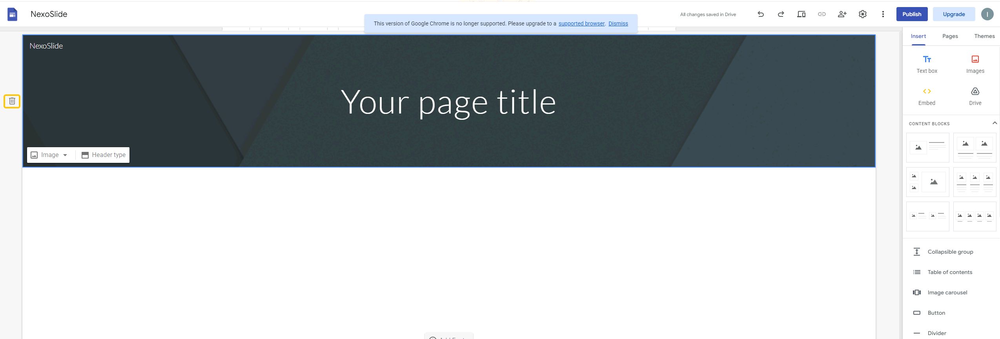 NexoSlide
This version of Google Chrome is no longer supported. Please upgrade to a supported browser. Dismiss
All changes saved in Drive
Publish
Upgrade
I
Insert
Pages
Themes
NexoSlide
Your page title
Image
Header type
Text box
Images
Embed
Drive
CONTENT BLOCKS
Collapsible group
Table of contents
Image carousel
Button
Divider